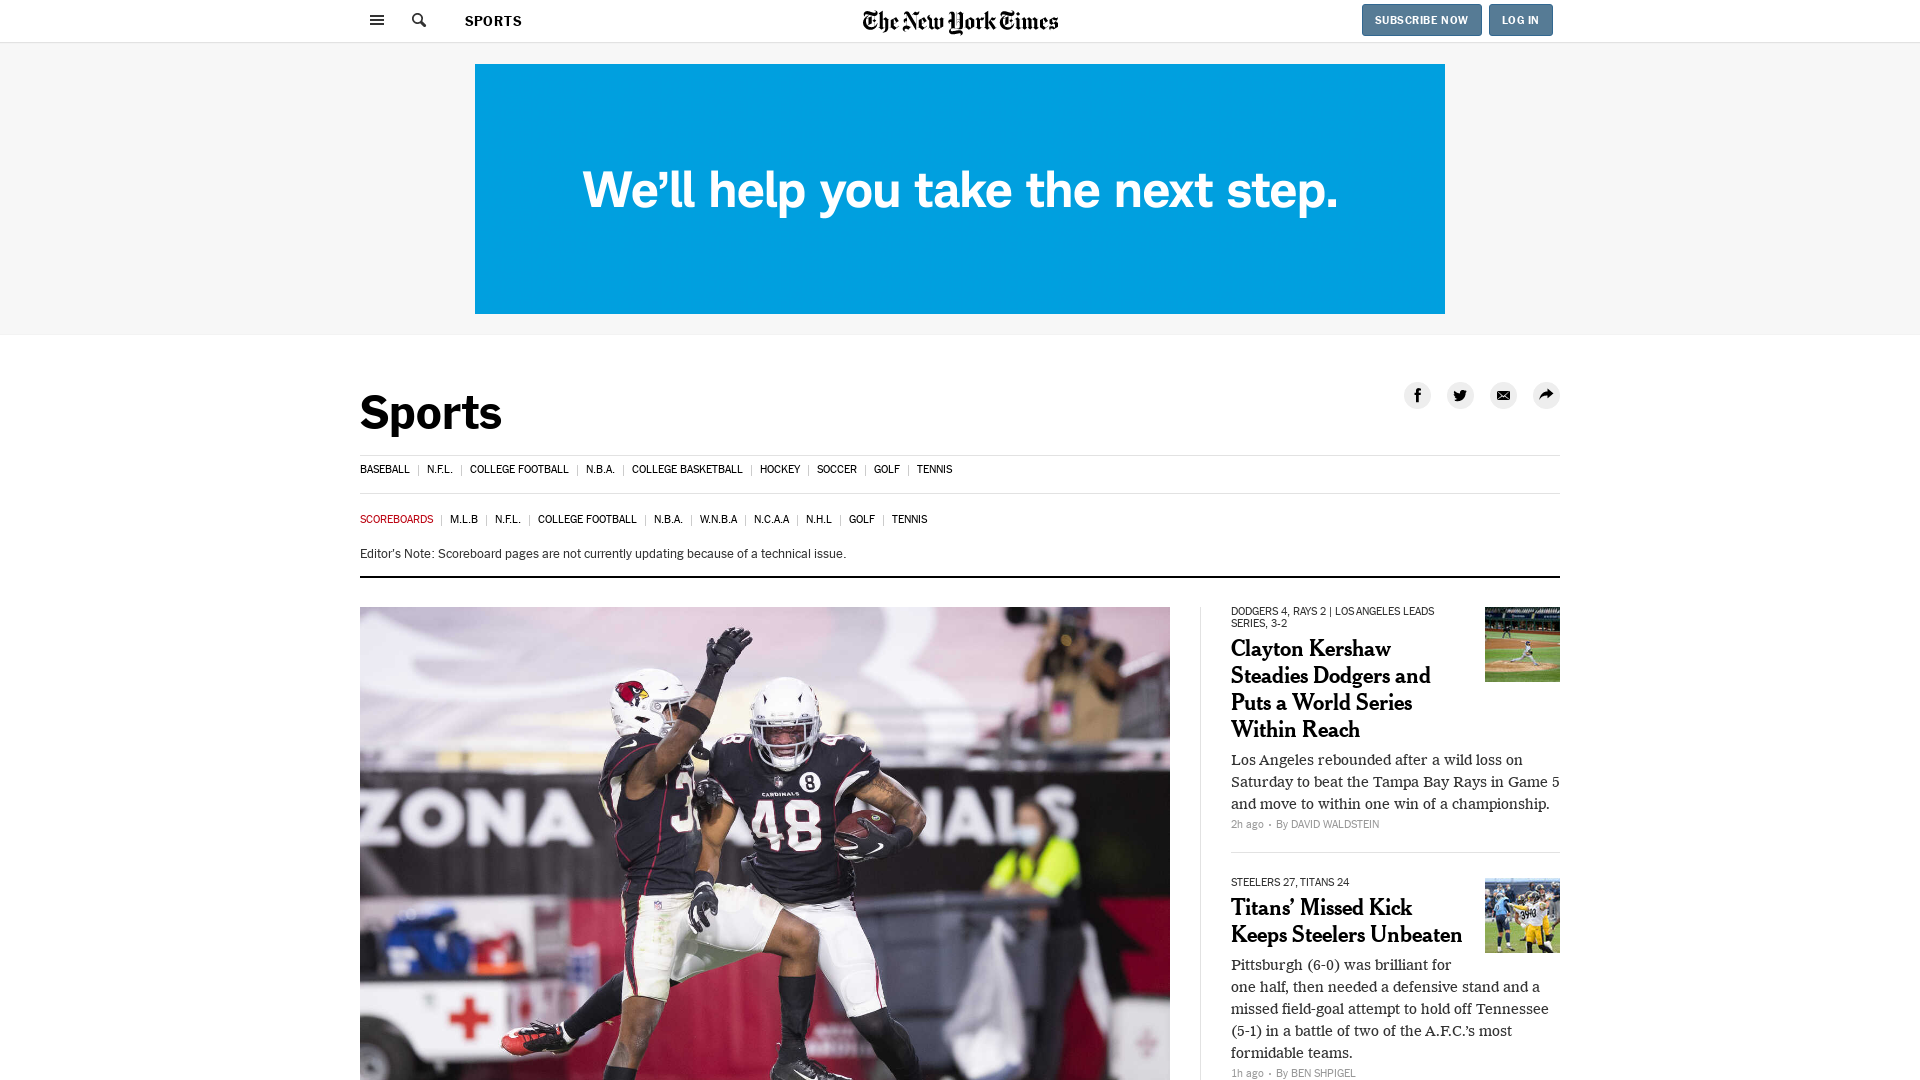 SPORTS
The New York Times
SUBSCRIBE NOW
LOG IN
We'll help you take the next step.
Sports
BASEBALL | N.F.L. | COLLEGE FOOTBALL | N.B.A. | COLLEGE BASKETBALL | HOCKEY | SOCCER | GOLF | TENNIS
SCOREBOARDS | M.L.B | N.F.L. | COLLEGE FOOTBALL | N.B.A. | W.N.B.A | N.C.A.A | N.H.L | GOLF | TENNIS
Editor's Note: Scoreboard pages are not currently updating because of a technical issue.
ZONA
NALS
CARDINALS
48
48
8
3
DODGERS 4, RAYS 2 | LOS ANGELES LEADS
SERIES, 3-2
Clayton Kershaw
Steadies Dodgers and
Puts a World Series
Within Reach
Los Angeles rebounded after a wild loss on
Saturday to beat the Tampa Bay Rays in Game 5
and move to within one win of a championship.
2h ago • By DAVID WALDSTEIN
STEELERS 27, TITANS 24
Titans' Missed Kick
Keeps Steelers Unbeaten
Pittsburgh (6-0) was brilliant for
one half, then needed a defensive stand and a
missed field-goal attempt to hold off Tennessee
(5-1) in a battle of two of the A.F.C.'s most
formidable teams.
1h ago • By BEN SHPIGEL